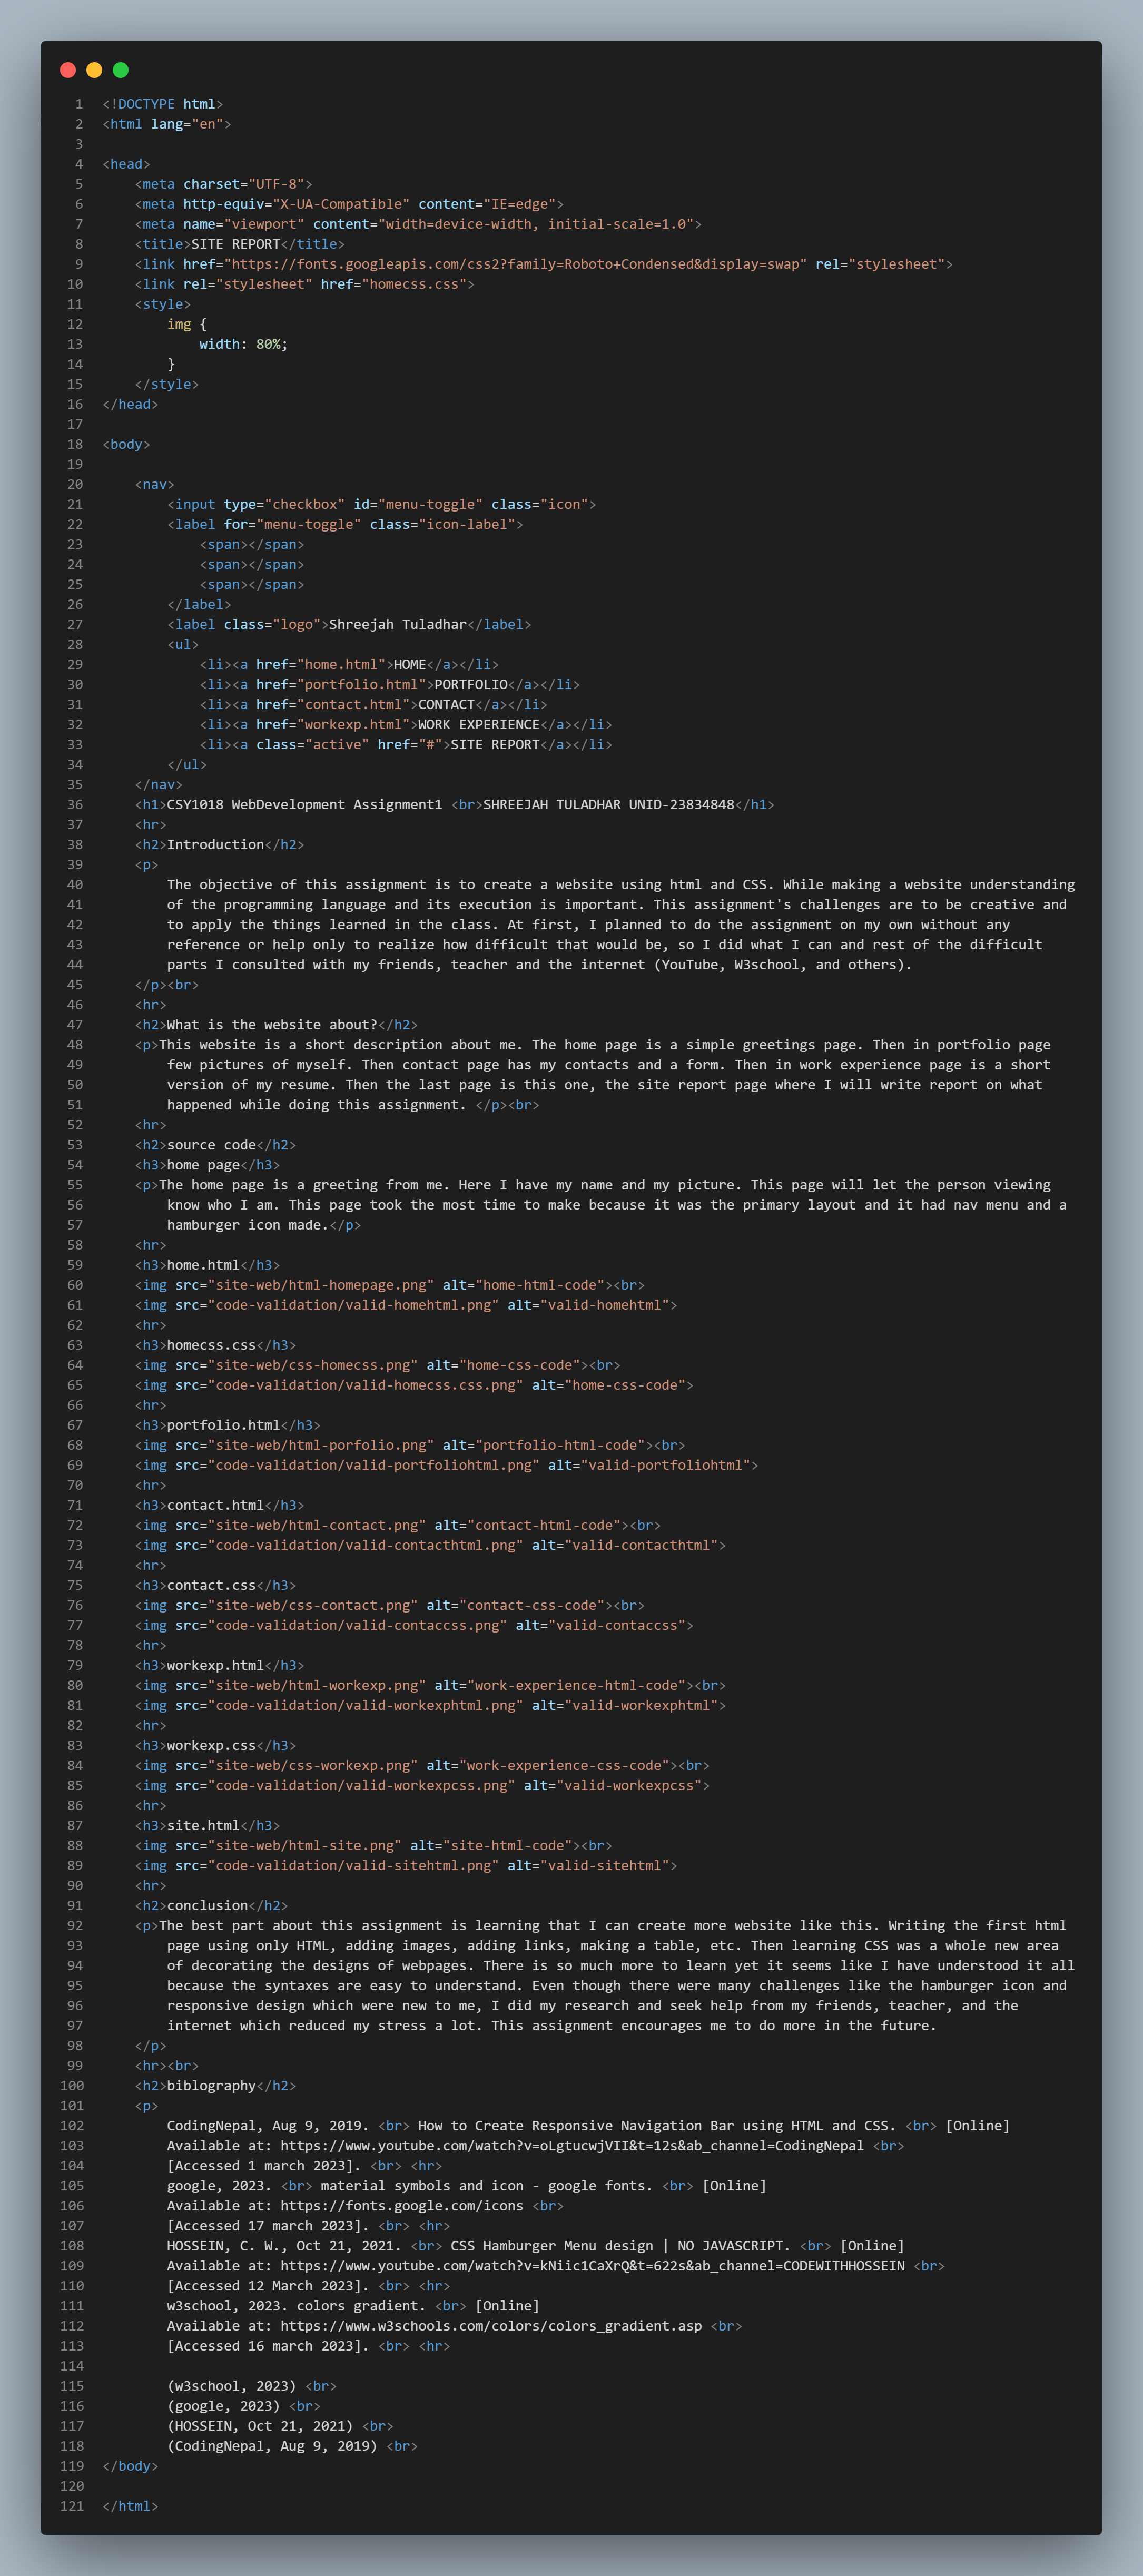 1 <!DOCTYPE html>
2 <html lang="en">
3
4 <head>
5     <meta charset="UTF-8">
6     <meta http-equiv="X-UA-Compatible" content="IE=edge">
7     <meta name="viewport" content="width=device-width, initial-scale=1.0">
8     <title>SITE REPORT</title>
9     <link href="https://fonts.googleapis.com/css2?family=Roboto+Condensed&display=swap" rel="stylesheet">
10     <link rel="stylesheet" href="homecss.css">
11     <style>
12         img {
13             width: 80%;
14         }
15     </style>
16 </head>
17
18 <body>
19
20     <nav>
21         <input type="checkbox" id="menu-toggle" class="icon">
22         <label for="menu-toggle" class="icon-label">
23             <span></span>
24             <span></span>
25             <span></span>
26         </label>
27         <label class="logo">Shreejah Tuladhar</label>
28         <ul>
29             <li><a href="home.html">HOME</a></li>
30             <li><a href="portfolio.html">PORTFOLIO</a></li>
31             <li><a href="contact.html">CONTACT</a></li>
32             <li><a href="workexp.html">WORK EXPERIENCE</a></li>
33             <li><a class="active" href="#">SITE REPORT</a></li>
34         </ul>
35     </nav>
36     <h1>CSY1018 WebDevelopment Assignment1 <br>SHREEJAH TULADHAR UNID-23834848</h1>
37     <hr>
38     <h2>Introduction</h2>
39     <p>
40         The objective of this assignment is to create a website using html and CSS. While making a website understanding
41         of the programming language and its execution is important. This assignment's challenges are to be creative and
42         to apply the things learned in the class. At first, I planned to do the assignment on my own without any
43         reference or help only to realize how difficult that would be, so I did what I can and rest of the difficult
44         parts I consulted with my friends, teacher and the internet (YouTube, W3school, and others).
45     </p><br>
46     <hr>
47     <h2>What is the website about?</h2>
48     <p>This website is a short description about me. The home page is a simple greetings page. Then in portfolio page
49         few pictures of myself. Then contact page has my contacts and a form. Then in work experience page is a short
50         version of my resume. Then the last page is this one, the site report page where I will write report on what
51         happened while doing this assignment. </p><br>
52     <hr>
53     <h2>source code</h2>
54     <h3>home page</h3>
55     <p>The home page is a greeting from me. Here I have my name and my picture. This page will let the person viewing
56         know who I am. This page took the most time to make because it was the primary layout and it had nav menu and a
57         hamburger icon made.</p>
58     <hr>
59     <h3>home.html</h3>
60     <img src="site-web/html-homepage.png" alt="home-html-code"><br>
61     <img src="code-validation/valid-homehtml.png" alt="valid-homehtml">
62     <hr>
63     <h3>homecss.css</h3>
64     <img src="site-web/css-homecss.png" alt="home-css-code"><br>
65     <img src="code-validation/valid-homecss.css.png" alt="home-css-code">
66     <hr>
67     <h3>portfolio.html</h3>
68     <img src="site-web/html-porfolio.png" alt="portfolio-html-code"><br>
69     <img src="code-validation/valid-portfoliohtml.png" alt="valid-portfoliohtml">
70     <hr>
71     <h3>contact.html</h3>
72     <img src="site-web/html-contact.png" alt="contact-html-code"><br>
73     <img src="code-validation/valid-contacthtml.png" alt="valid-contacthtml">
74     <hr>
75     <h3>contact.css</h3>
76     <img src="site-web/css-contact.png" alt="contact-css-code"><br>
77     <img src="code-validation/valid-contaccss.png" alt="valid-contaccss">
78     <hr>
79     <h3>workexp.html</h3>
80     <img src="site-web/html-workexp.png" alt="work-experience-html-code"><br>
81     <img src="code-validation/valid-workexphtml.png" alt="valid-workexphtml">
82     <hr>
83     <h3>workexp.css</h3>
84     <img src="site-web/css-workexp.png" alt="work-experience-css-code"><br>
85     <img src="code-validation/valid-workexpcss.png" alt="valid-workexpcss">
86     <hr>
87     <h3>site.html</h3>
88     <img src="site-web/html-site.png" alt="site-html-code"><br>
89     <img src="code-validation/valid-sitehtml.png" alt="valid-sitehtml">
90     <hr>
91     <h2>conclusion</h2>
92     <p>The best part about this assignment is learning that I can create more website like this. Writing the first html
93         page using only HTML, adding images, adding links, making a table, etc. Then learning CSS was a whole new area
94         of decorating the designs of webpages. There is so much more to learn yet it seems like I have understood it all
95         because the syntaxes are easy to understand. Even though there were many challenges like the hamburger icon and
96         responsive design which were new to me, I did my research and seek help from my friends, teacher, and the
97         internet which reduced my stress a lot. This assignment encourages me to do more in the future.
98     </p>
99     <hr><br>
100     <h2>biblography</h2>
101     <p>
102         CodingNepal, Aug 9, 2019. <br> How to Create Responsive Navigation Bar using HTML and CSS. <br> [Online]
103         Available at: https://www.youtube.com/watch?v=oLgtucwjVII&t=12s&ab_channel=CodingNepal <br>
104         [Accessed 1 march 2023]. <br> <hr>
105         google, 2023. <br> material symbols and icon - google fonts. <br> [Online]
106         Available at: https://fonts.google.com/icons <br>
107         [Accessed 17 march 2023]. <br> <hr>
108         HOSSEIN, C. W., Oct 21, 2021. <br> CSS Hamburger Menu design | NO JAVASCRIPT. <br> [Online]
109         Available at: https://www.youtube.com/watch?v=kNiic1CaXrQ&t=622s&ab_channel=CODEWITHHOSSEIN <br>
110         [Accessed 12 March 2023]. <br> <hr>
111         w3school, 2023. colors gradient. <br> [Online]
112         Available at: https://www.w3schools.com/colors/colors_gradient.asp <br>
113         [Accessed 16 march 2023]. <br> <hr>
114
115         (w3school, 2023) <br>
116         (google, 2023) <br>
117         (HOSSEIN, Oct 21, 2021) <br>
118         (CodingNepal, Aug 9, 2019) <br>
119 </body>
120
121 </html>